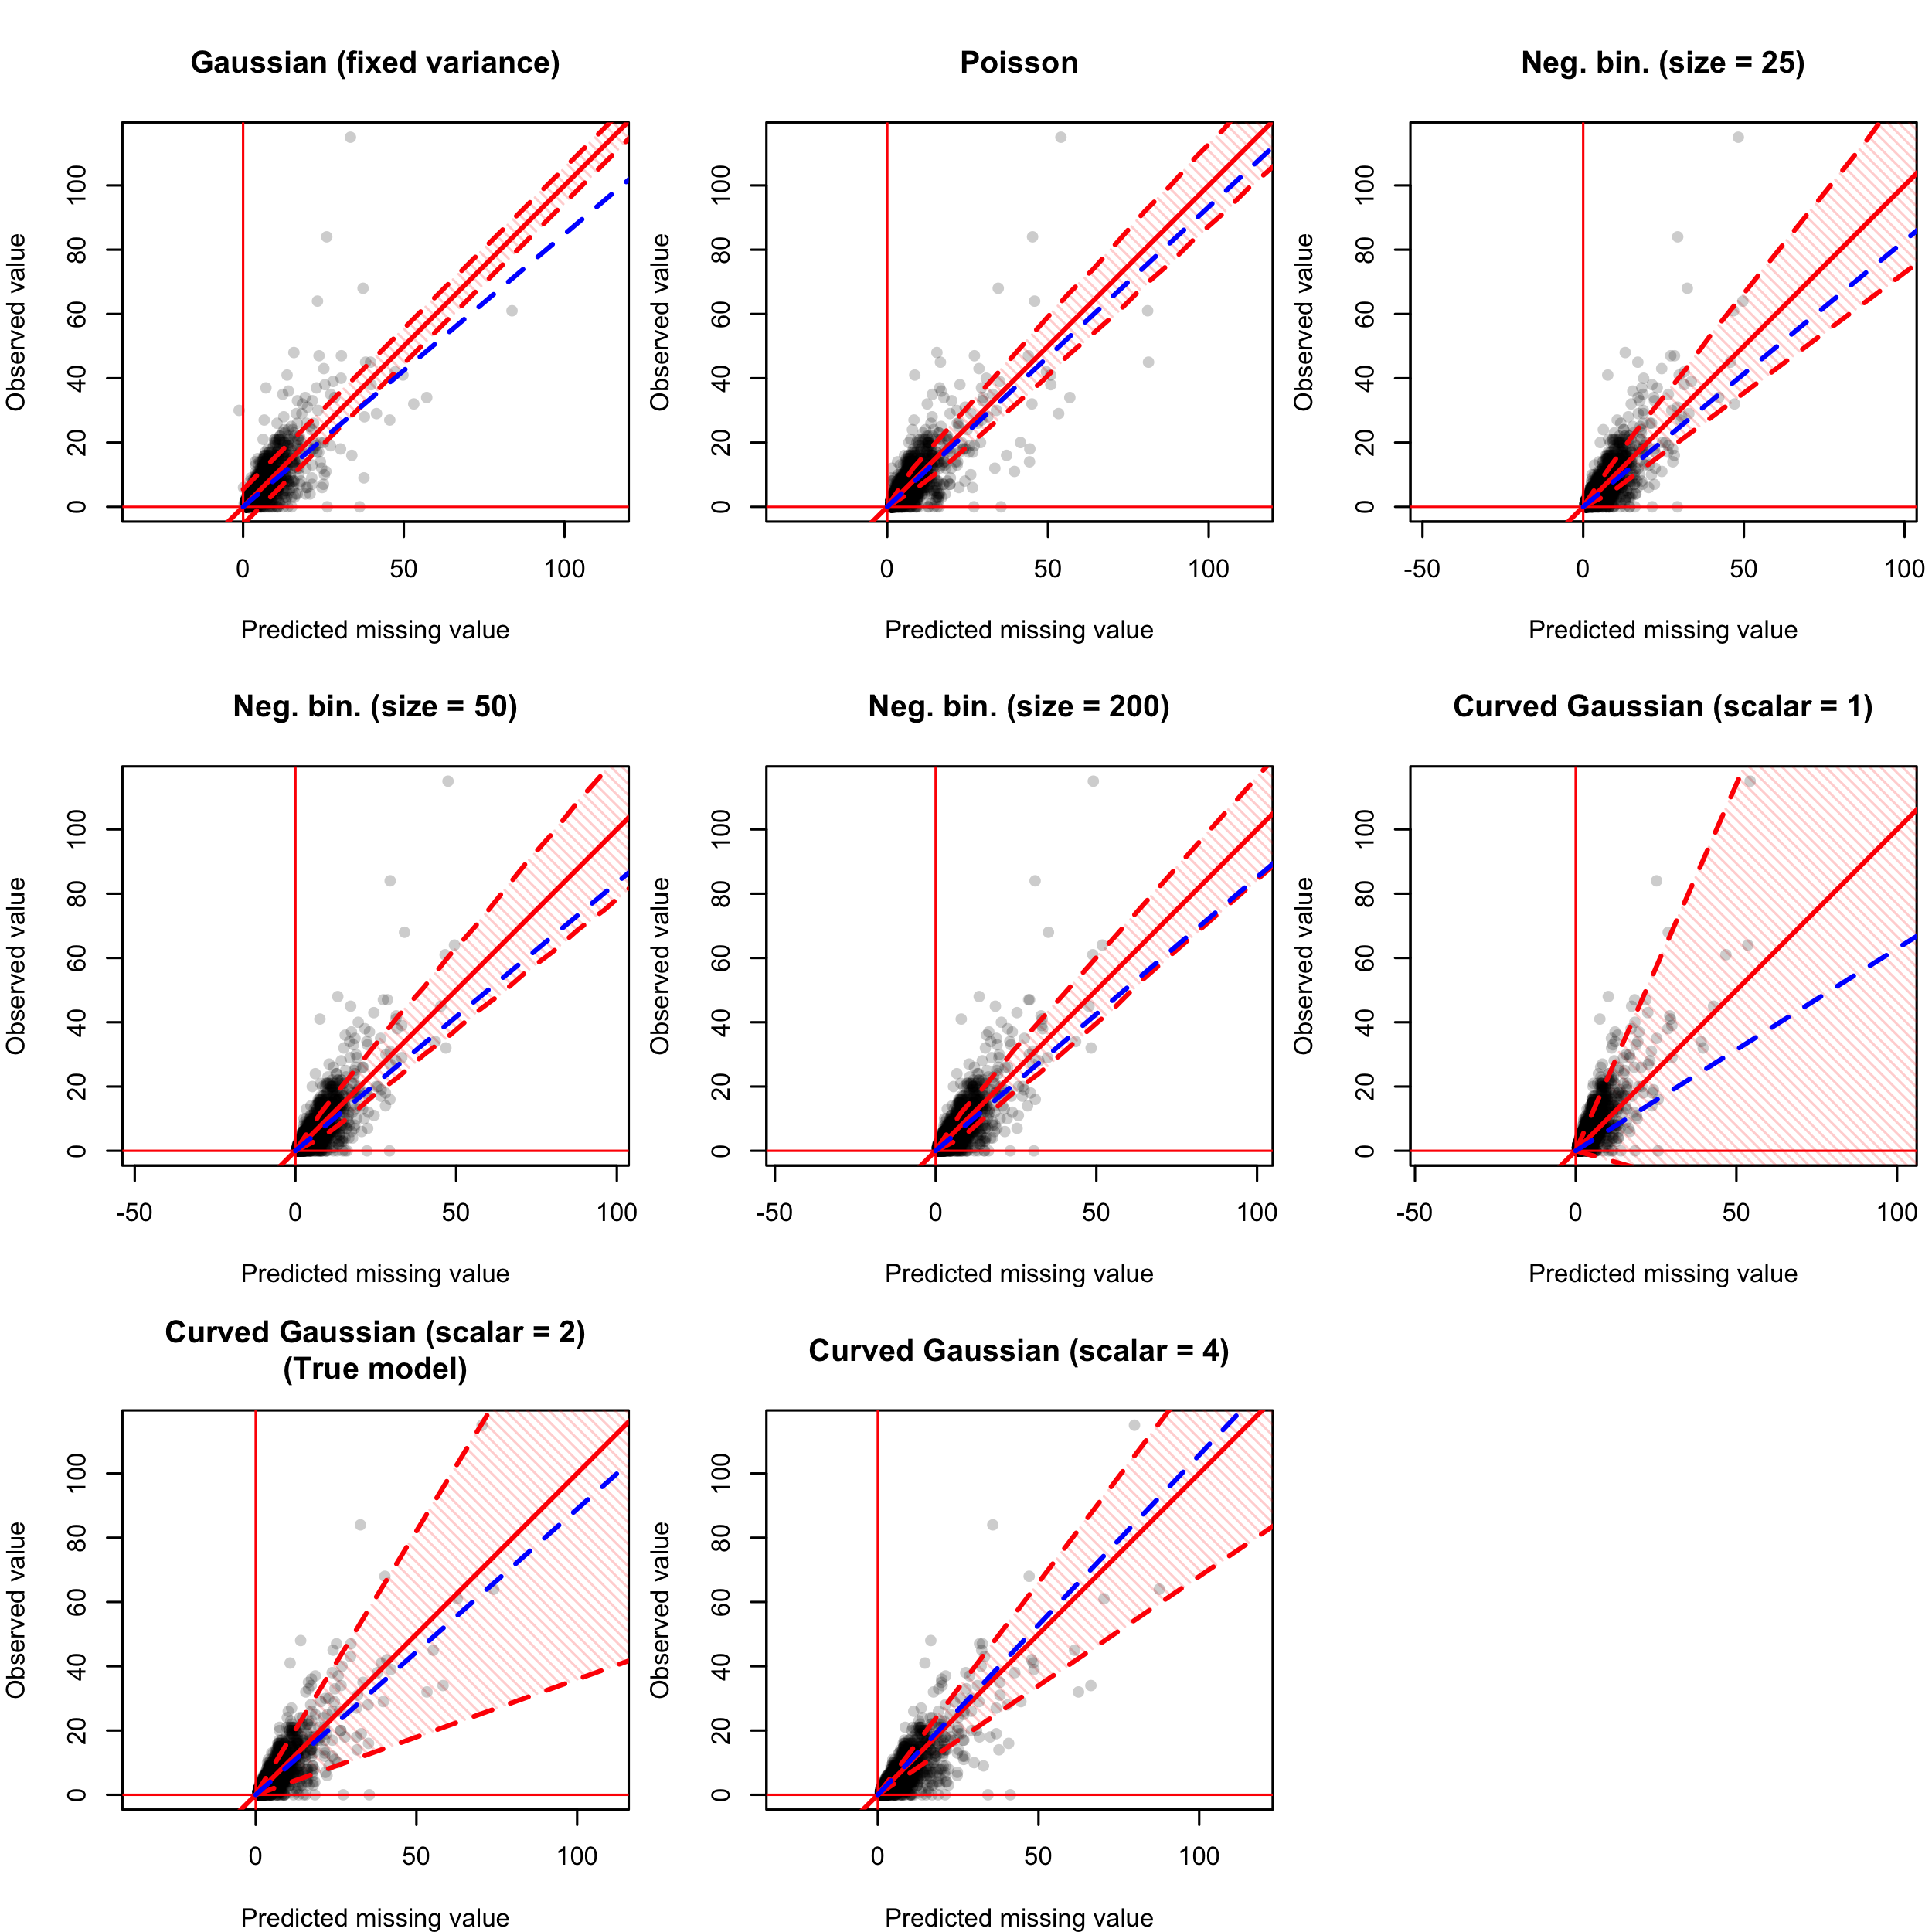 Gaussian (fixed variance)
Observed value
0 20 40 60 80 100
0 50 100
Predicted missing value
Poisson
Observed value
0 20 40 60 80 100
0 50 100
Predicted missing value
Neg. bin. (size = 25)
Observed value
0 20 40 60 80 100
-50 0 50 100
Predicted missing value
Neg. bin. (size = 50)
Observed value
0 20 40 60 80 100
-50 0 50 100
Predicted missing value
Neg. bin. (size = 200)
Observed value
0 20 40 60 80 100
-50 0 50 100
Predicted missing value
Curved Gaussian (scalar = 1)
Observed value
0 20 40 60 80 100
-50 0 50 100
Predicted missing value
Curved Gaussian (scalar = 2)
(True model)
Observed value
0 20 40 60 80 100
0 50 100
Predicted missing value
Curved Gaussian (scalar = 4)
Observed value
0 20 40 60 80 100
0 50 100
Predicted missing value